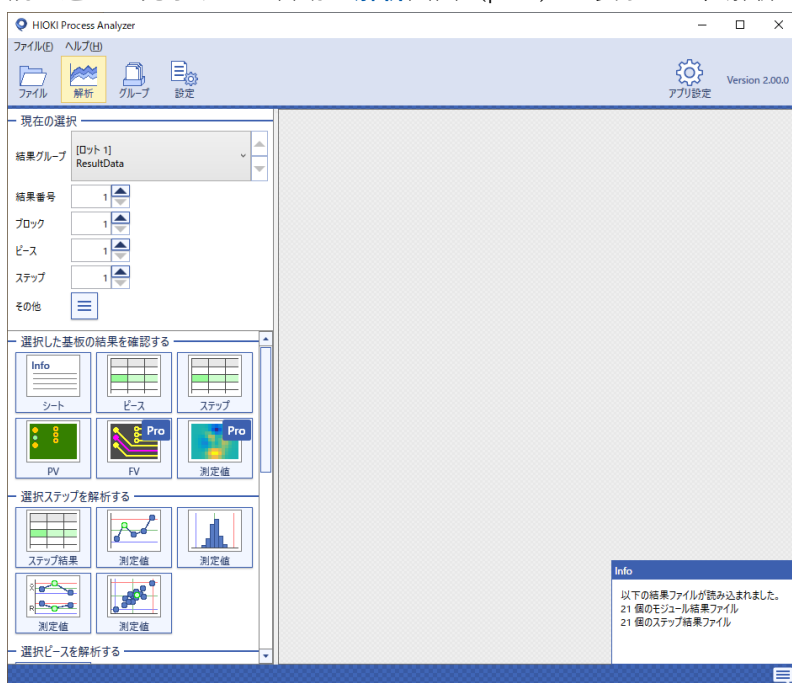 HIOKI Process Analyzer
ファイル(F) ヘルプ(H)
ファイル 解析 グループ 設定 アプリ設定 Version 2.00.0
現在の選択
結果グループ [ロット 1]
ResultData
結果番号 1
ブロック 1
ピース 1
ステップ 1
その他
選択した基板の結果を確認する
Info
シート ピース ステップ
Pro Pro
PV FV 測定値
選択ステップを解析する
ステップ結果 測定値 測定値
X
R
測定値 測定値
選択ピースを解析する
Info
以下の結果ファイルが読み込まれました。
21 個のモジュール結果ファイル
21 個のステップ結果ファイル